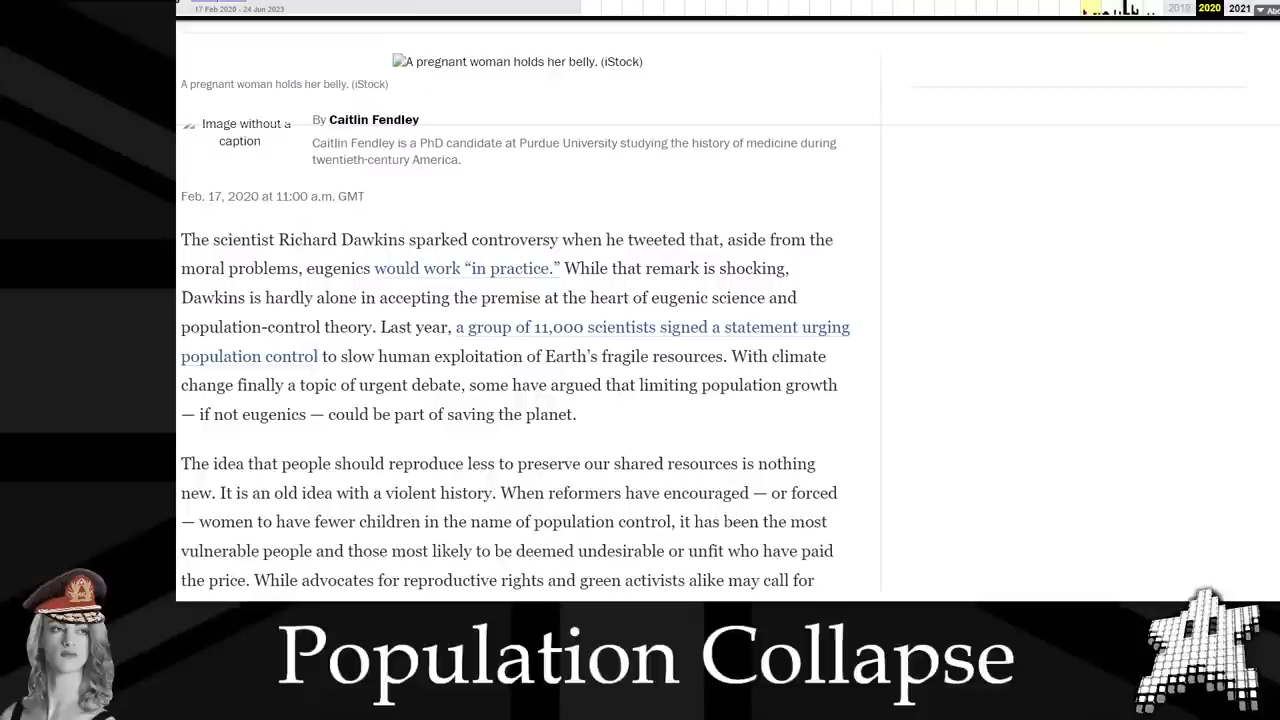 17 Feb 2020 - 24 Jun 2023
2019 2020 2021 Abo
A pregnant woman holds her belly. (iStock)
A pregnant woman holds her belly. (iStock)
Image without a
caption
By Caitlin Fendley
Caitlin Fendley is a PhD candidate at Purdue University studying the history of medicine during
twentieth-century America.
Feb. 17, 2020 at 11:00 a.m. GMT
The scientist Richard Dawkins sparked controversy when he tweeted that, aside from the
moral problems, eugenics would work “in practice.” While that remark is shocking,
Dawkins is hardly alone in accepting the premise at the heart of eugenic science and
population-control theory. Last year, a group of 11,000 scientists signed a statement urging
population control to slow human exploitation of Earth’s fragile resources. With climate
change finally a topic of urgent debate, some have argued that limiting population growth
— if not eugenics — could be part of saving the planet.
The idea that people should reproduce less to preserve our shared resources is nothing
new. It is an old idea with a violent history. When reformers have encouraged — or forced
— women to have fewer children in the name of population control, it has been the most
vulnerable people and those most likely to be deemed undesirable or unfit who have paid
the price. While advocates for reproductive rights and green activists alike may call for
Population Collapse